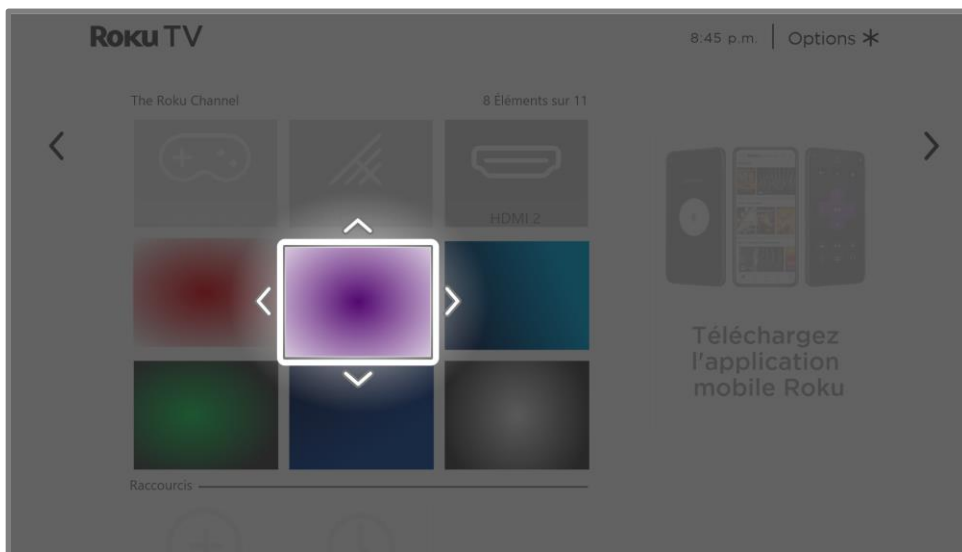 Roku TV
8:45 p.m. | Options
The Roku Channel
8 Éléments sur 11
HDMI 2
Téléchargez
l'application
mobile Roku
Raccourcis